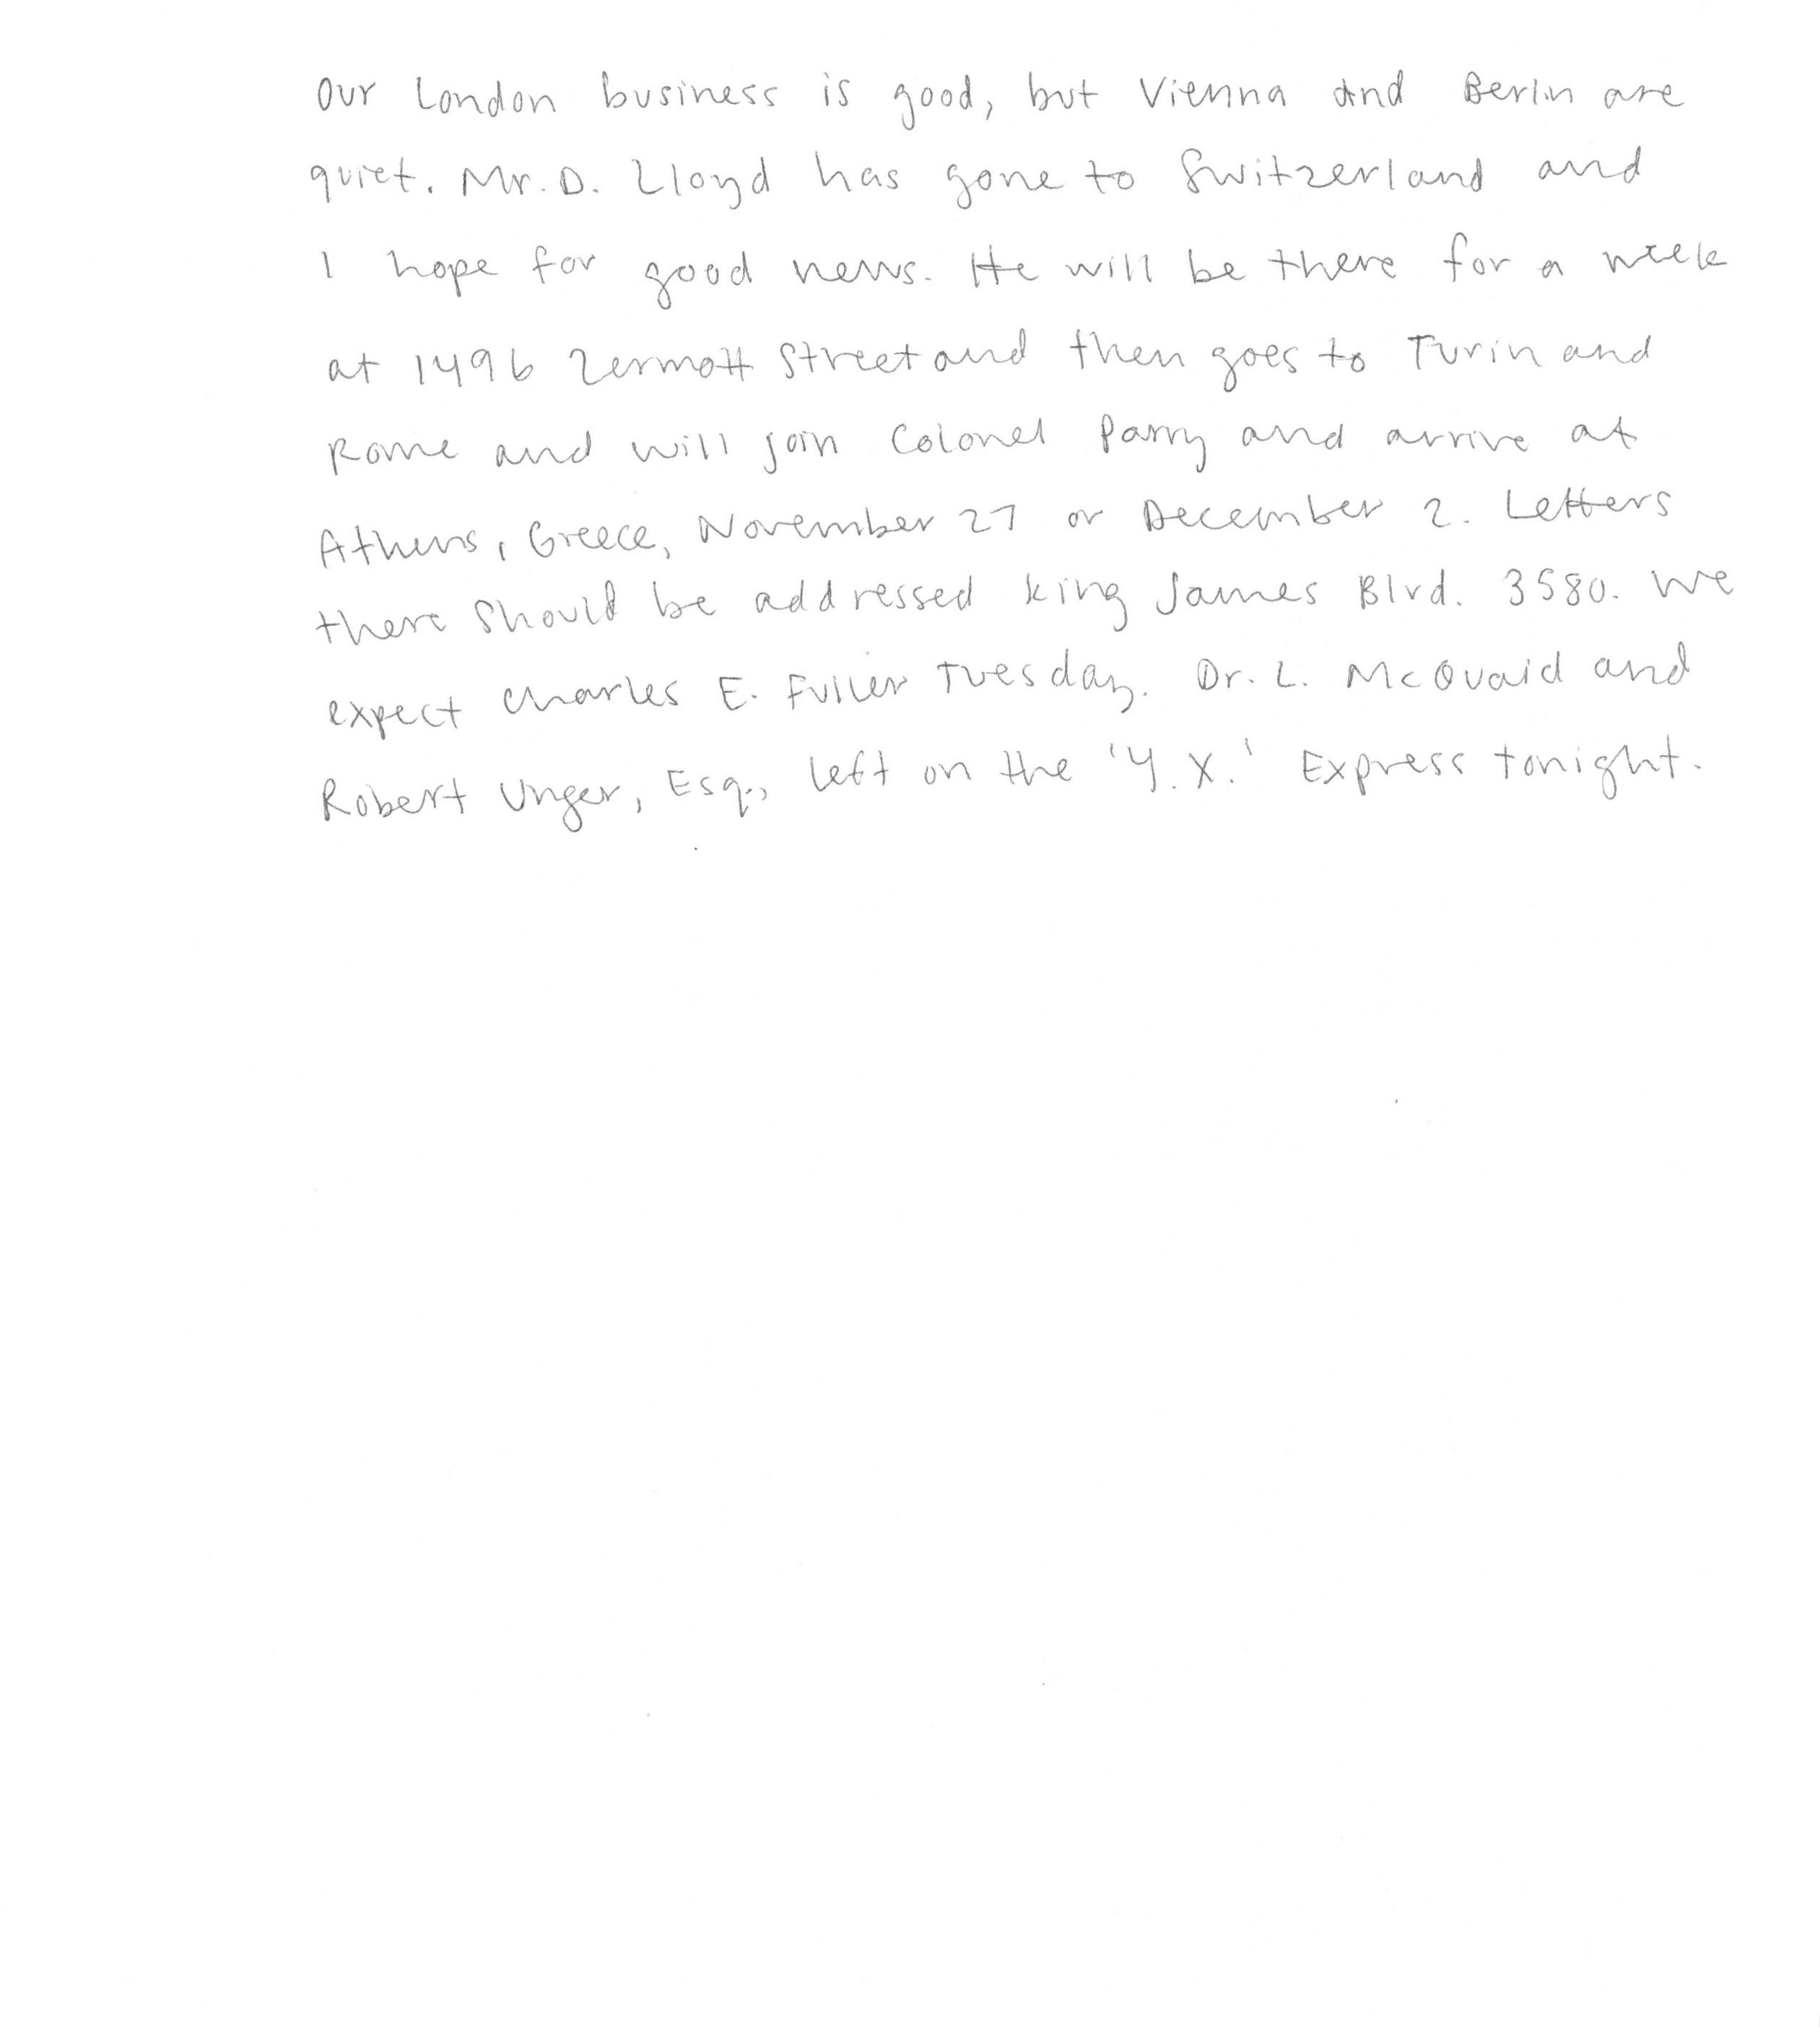 Our London business is good, but Vienna and Berlin are
quiet. Mr. D. Lloyd has gone to Switzerland and
I hope for good news. He will be there for a week
at 1496 Zermott Street and then goes to Turin and
Rome and will join Colonel Parry and arrive at
Athens, Greece, November 27 or December 2. Letters
there should be addressed King James Blvd. 3580. We
expect Charles E. Fuller Tuesday. Dr. L. McQuaid and
Robert Unger, Esq., left on the 'Y.X.' Express tonight.